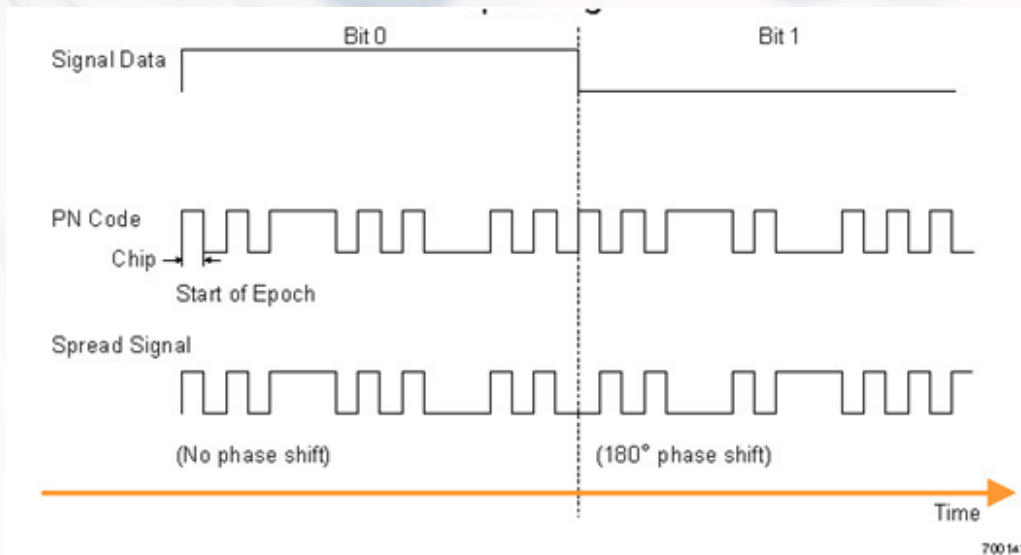 Bit 0
Bit 1
Signal Data
PN Code
Chip
Start of Epoch
Spread Signal
(No phase shift)
(180° phase shift)
Time